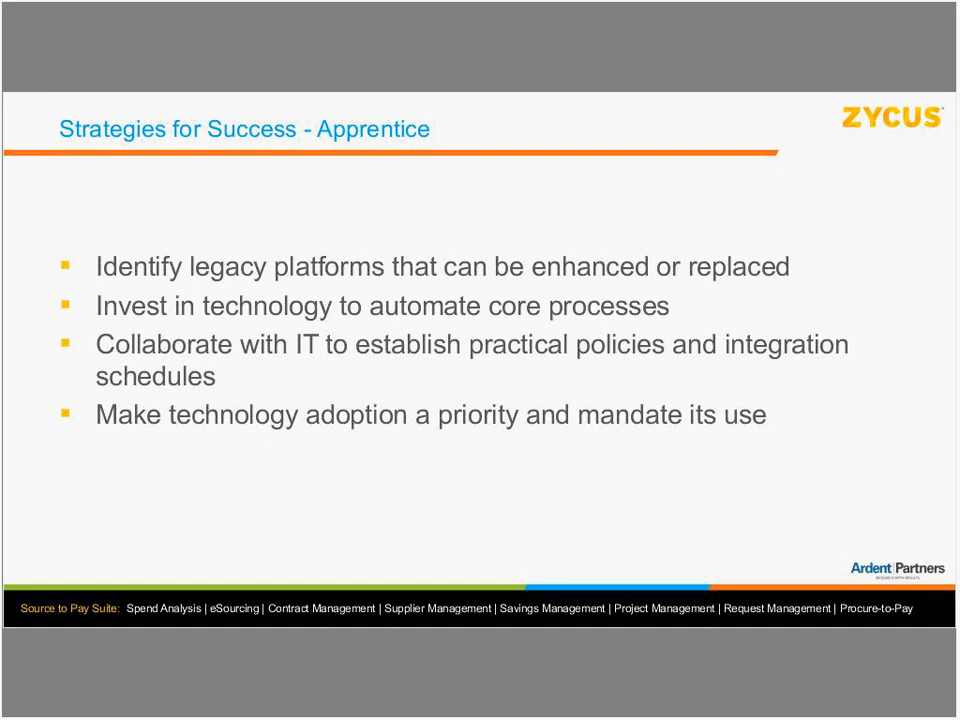 Strategies for Success - Apprentice
ZYCUS
▪ Identify legacy platforms that can be enhanced or replaced
▪ Invest in technology to automate core processes
▪ Collaborate with IT to establish practical policies and integration
schedules
▪ Make technology adoption a priority and mandate its use
Ardent|Partners
RESEARCH WITH RESULTS
Source to Pay Suite: Spend Analysis | eSourcing | Contract Management | Supplier Management | Savings Management | Project Management | Request Management | Procure-to-Pay